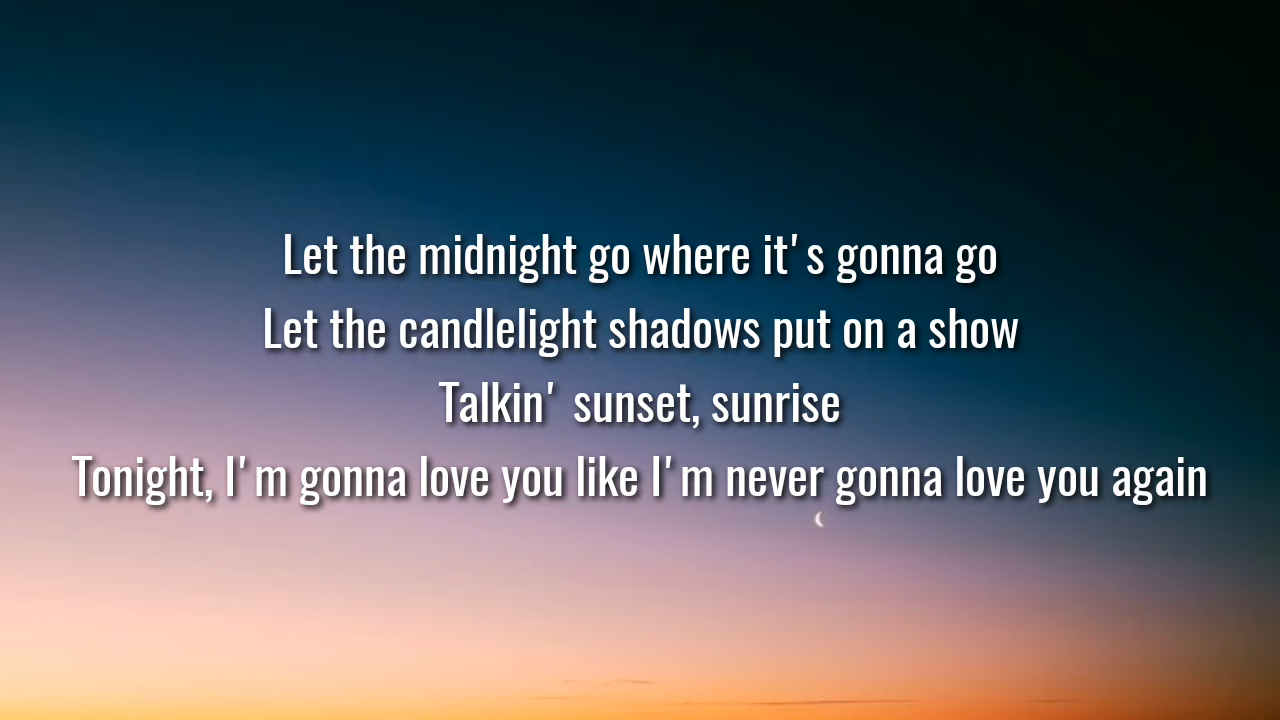 Let the midnight go where it's gonna go
Let the candlelight shadows put on a show
Talkin' sunset, sunrise
Tonight, I'm gonna love you like I'm never gonna love you again